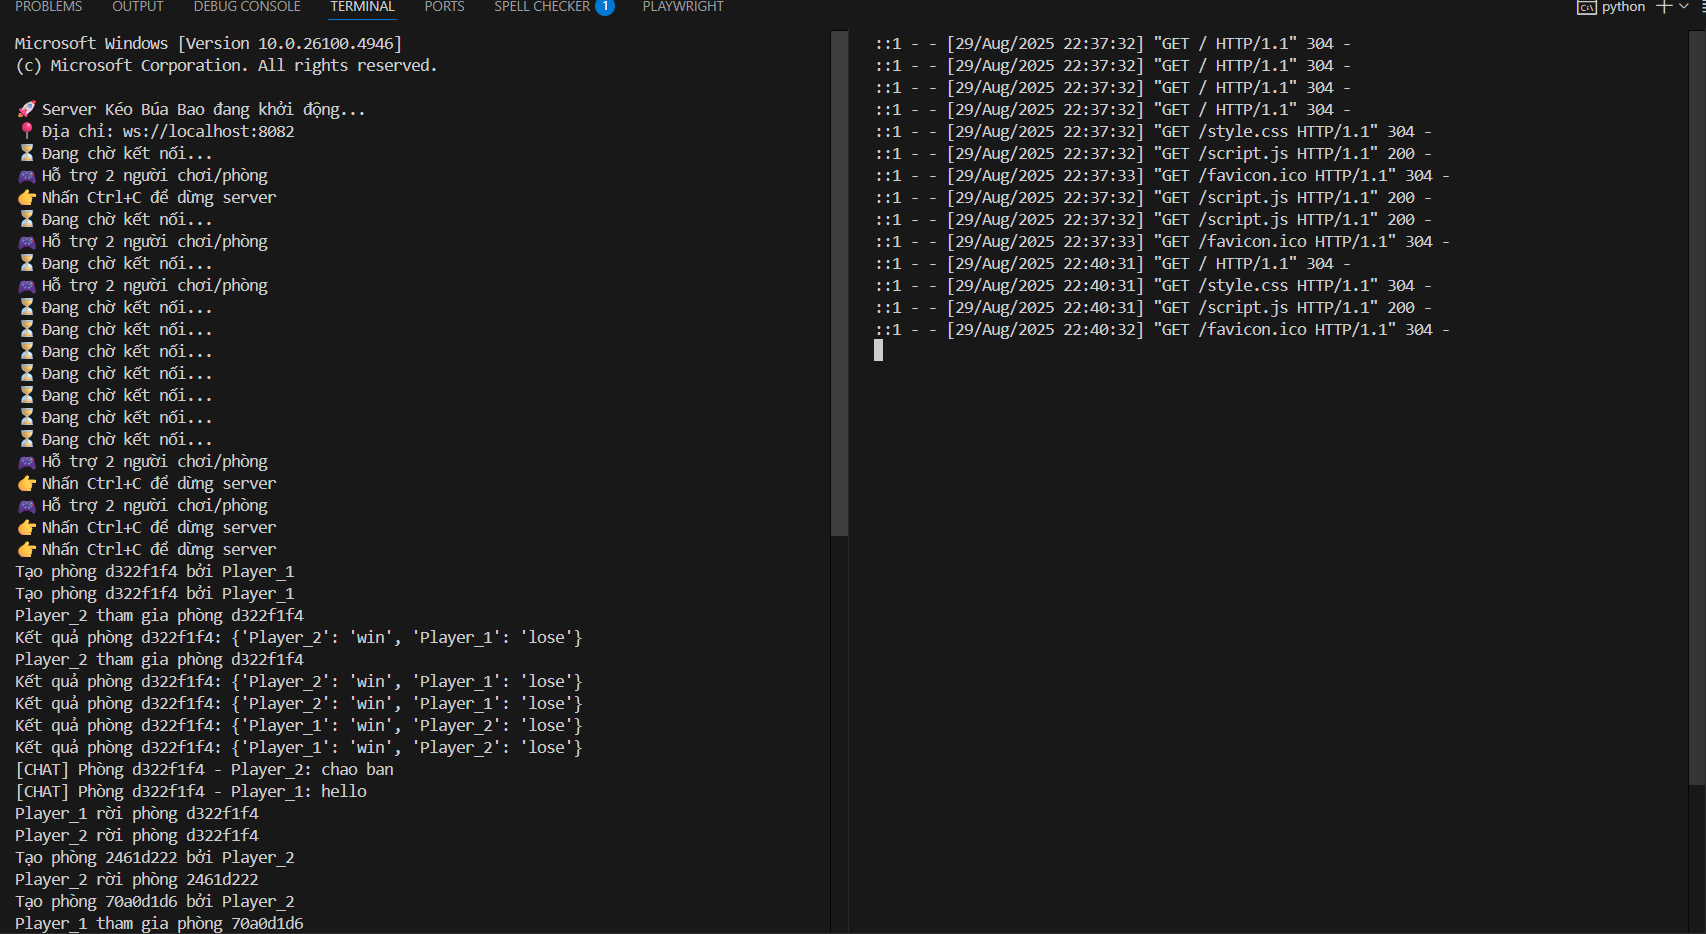 PROBLEMS OUTPUT DEBUG CONSOLE TERMINAL PORTS SPELL CHECKER 1 PLAYWRIGHT
python
Microsoft Windows [Version 10.0.26100.4946]
(c) Microsoft Corporation. All rights reserved.
🚀 Server Kéo Búa Bao đang khởi động...
📍 Địa chỉ: ws://localhost:8082
⏳ Đang chờ kết nối...
🎮 Hỗ trợ 2 người chơi/phòng
👉 Nhấn Ctrl+C để dừng server
⏳ Đang chờ kết nối...
🎮 Hỗ trợ 2 người chơi/phòng
⏳ Đang chờ kết nối...
🎮 Hỗ trợ 2 người chơi/phòng
⏳ Đang chờ kết nối...
⏳ Đang chờ kết nối...
⏳ Đang chờ kết nối...
⏳ Đang chờ kết nối...
⏳ Đang chờ kết nối...
⏳ Đang chờ kết nối...
⏳ Đang chờ kết nối...
🎮 Hỗ trợ 2 người chơi/phòng
👉 Nhấn Ctrl+C để dừng server
🎮 Hỗ trợ 2 người chơi/phòng
👉 Nhấn Ctrl+C để dừng server
👉 Nhấn Ctrl+C để dừng server
Tạo phòng d322f1f4 bởi Player_1
Tạo phòng d322f1f4 bởi Player_1
Player_2 tham gia phòng d322f1f4
Kết quả phòng d322f1f4: {'Player_2': 'win', 'Player_1': 'lose'}
Player_2 tham gia phòng d322f1f4
Kết quả phòng d322f1f4: {'Player_2': 'win', 'Player_1': 'lose'}
Kết quả phòng d322f1f4: {'Player_2': 'win', 'Player_1': 'lose'}
Kết quả phòng d322f1f4: {'Player_1': 'win', 'Player_2': 'lose'}
Kết quả phòng d322f1f4: {'Player_1': 'win', 'Player_2': 'lose'}
[CHAT] Phòng d322f1f4 - Player_2: chao ban
[CHAT] Phòng d322f1f4 - Player_1: hello
Player_1 rời phòng d322f1f4
Player_2 rời phòng d322f1f4
Tạo phòng 2461d222 bởi Player_2
Player_2 rời phòng 2461d222
Tạo phòng 70a0d1d6 bởi Player_2
Player_1 tham gia phòng 70a0d1d6
::1 - - [29/Aug/2025 22:37:32] "GET / HTTP/1.1" 304 -
::1 - - [29/Aug/2025 22:37:32] "GET / HTTP/1.1" 304 -
::1 - - [29/Aug/2025 22:37:32] "GET / HTTP/1.1" 304 -
::1 - - [29/Aug/2025 22:37:32] "GET / HTTP/1.1" 304 -
::1 - - [29/Aug/2025 22:37:32] "GET /style.css HTTP/1.1" 304 -
::1 - - [29/Aug/2025 22:37:32] "GET /script.js HTTP/1.1" 200 -
::1 - - [29/Aug/2025 22:37:33] "GET /favicon.ico HTTP/1.1" 304 -
::1 - - [29/Aug/2025 22:37:32] "GET /script.js HTTP/1.1" 200 -
::1 - - [29/Aug/2025 22:37:32] "GET /script.js HTTP/1.1" 200 -
::1 - - [29/Aug/2025 22:37:33] "GET /favicon.ico HTTP/1.1" 304 -
::1 - - [29/Aug/2025 22:40:31] "GET / HTTP/1.1" 304 -
::1 - - [29/Aug/2025 22:40:31] "GET /style.css HTTP/1.1" 304 -
::1 - - [29/Aug/2025 22:40:31] "GET /script.js HTTP/1.1" 200 -
::1 - - [29/Aug/2025 22:40:32] "GET /favicon.ico HTTP/1.1" 304 -